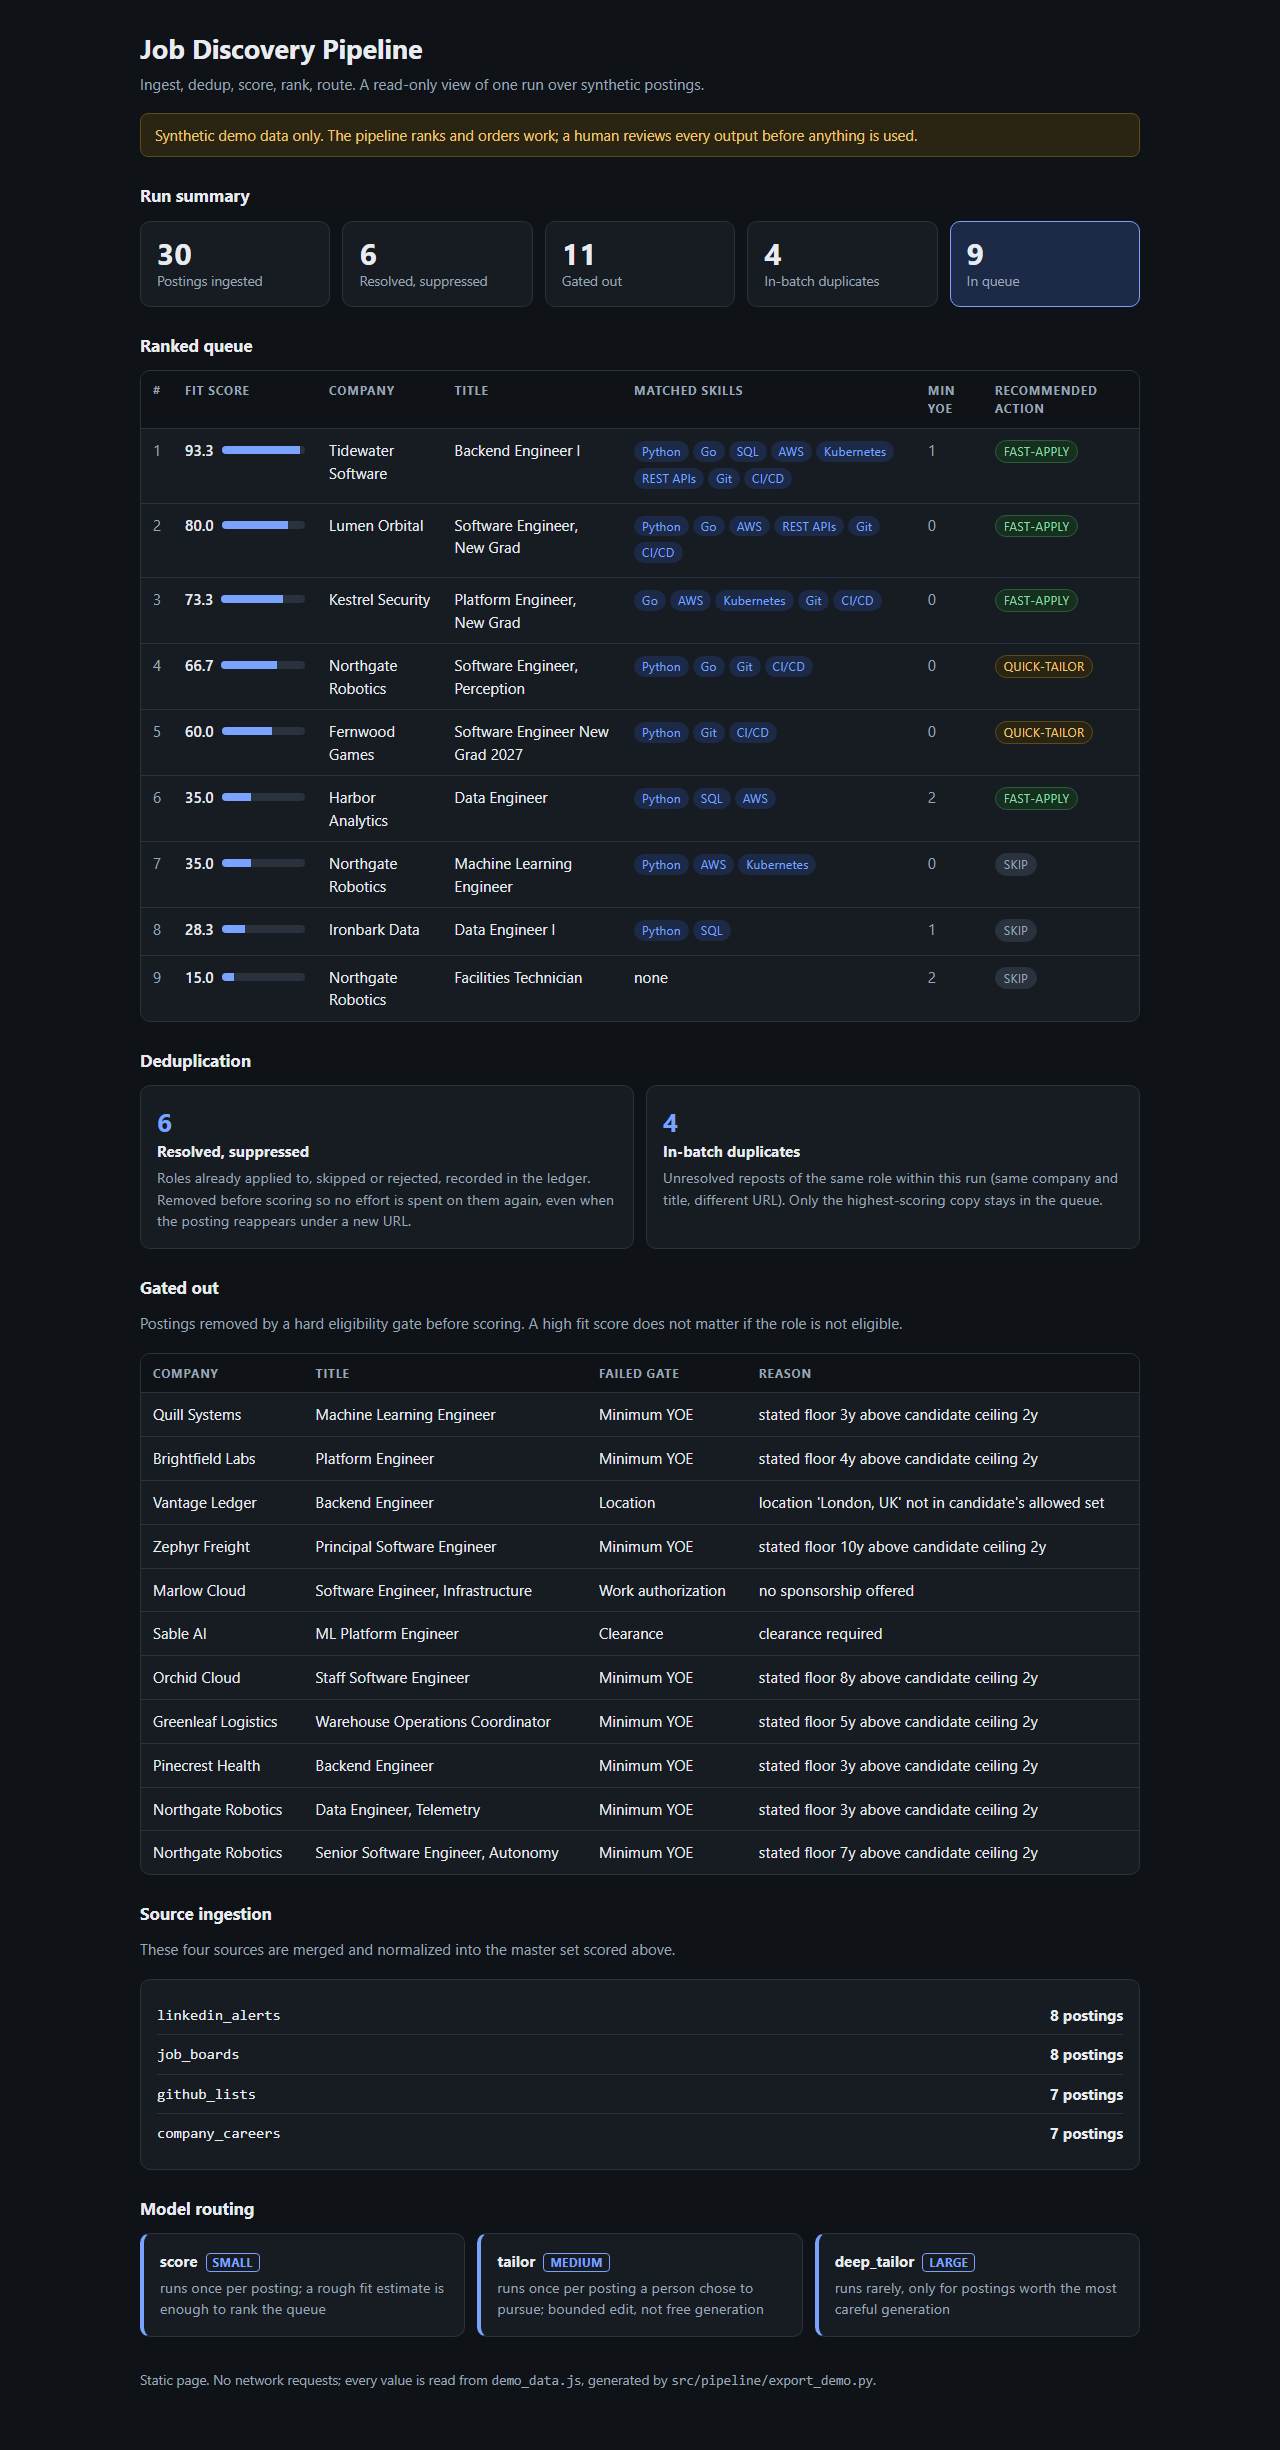 Job Discovery Pipeline
Ingest, dedup, score, rank, route. A read-only view of one run over synthetic postings.
Synthetic demo data only. The pipeline ranks and orders work; a human reviews every output before anything is used.
Run summary
30
Postings ingested
6
Resolved, suppressed
11
Gated out
4
In-batch duplicates
9
In queue
Ranked queue
# FIT SCORE COMPANY TITLE MATCHED SKILLS MIN YOE RECOMMENDED ACTION
1 93.3 Tidewater Software Backend Engineer I Python Go SQL AWS Kubernetes REST APIs Git CI/CD 1 FAST-APPLY
2 80.0 Lumen Orbital Software Engineer, New Grad Python Go AWS REST APIs Git CI/CD 0 FAST-APPLY
3 73.3 Kestrel Security Platform Engineer, New Grad Go AWS Kubernetes Git CI/CD 0 FAST-APPLY
4 66.7 Northgate Robotics Software Engineer, Perception Python Go Git CI/CD 0 QUICK-TAILOR
5 60.0 Fernwood Games Software Engineer New Grad 2027 Python Git CI/CD 0 QUICK-TAILOR
6 35.0 Harbor Analytics Data Engineer Python SQL AWS 2 FAST-APPLY
7 35.0 Northgate Robotics Machine Learning Engineer Python AWS Kubernetes 0 SKIP
8 28.3 Ironbark Data Data Engineer I Python SQL 1 SKIP
9 15.0 Northgate Robotics Facilities Technician none 2 SKIP
Deduplication
6
Resolved, suppressed
Roles already applied to, skipped or rejected, recorded in the ledger.
Removed before scoring so no effort is spent on them again, even when
the posting reappears under a new URL.
4
In-batch duplicates
Unresolved reposts of the same role within this run (same company and
title, different URL). Only the highest-scoring copy stays in the queue.
Gated out
Postings removed by a hard eligibility gate before scoring. A high fit score does not matter if the role is not eligible.
COMPANY TITLE FAILED GATE REASON
Quill Systems Machine Learning Engineer Minimum YOE stated floor 3y above candidate ceiling 2y
Brightfield Labs Platform Engineer Minimum YOE stated floor 4y above candidate ceiling 2y
Vantage Ledger Backend Engineer Location location 'London, UK' not in candidate's allowed set
Zephyr Freight Principal Software Engineer Minimum YOE stated floor 10y above candidate ceiling 2y
Marlow Cloud Software Engineer, Infrastructure Work authorization no sponsorship offered
Sable AI ML Platform Engineer Clearance clearance required
Orchid Cloud Staff Software Engineer Minimum YOE stated floor 8y above candidate ceiling 2y
Greenleaf Logistics Warehouse Operations Coordinator Minimum YOE stated floor 5y above candidate ceiling 2y
Pinecrest Health Backend Engineer Minimum YOE stated floor 3y above candidate ceiling 2y
Northgate Robotics Data Engineer, Telemetry Minimum YOE stated floor 3y above candidate ceiling 2y
Northgate Robotics Senior Software Engineer, Autonomy Minimum YOE stated floor 7y above candidate ceiling 2y
Source ingestion
These four sources are merged and normalized into the master set scored above.
linkedin_alerts 8 postings
job_boards 8 postings
github_lists 7 postings
company_careers 7 postings
Model routing
score SMALL
runs once per posting; a rough fit estimate is
enough to rank the queue
tailor MEDIUM
runs once per posting a person chose to
pursue; bounded edit, not free generation
deep_tailor LARGE
runs rarely, only for postings worth the most
careful generation
Static page. No network requests; every value is read from demo_data.js, generated by src/pipeline/export_demo.py.